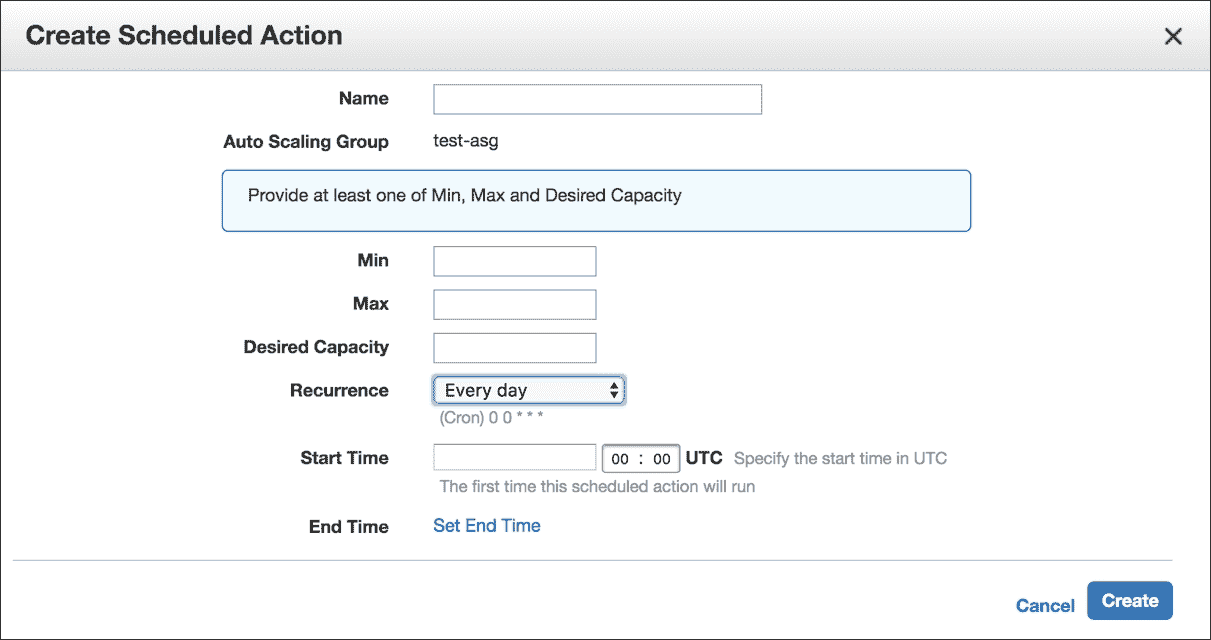 Create Scheduled Action
Name
Auto Scaling Group test-asg
Provide at least one of Min, Max and Desired Capacity
Min
Max
Desired Capacity
Recurrence Every day
(Cron) 0 0 * * *
Start Time 00 : 00 UTC Specify the start time in UTC
The first time this scheduled action will run
End Time Set End Time
Cancel Create